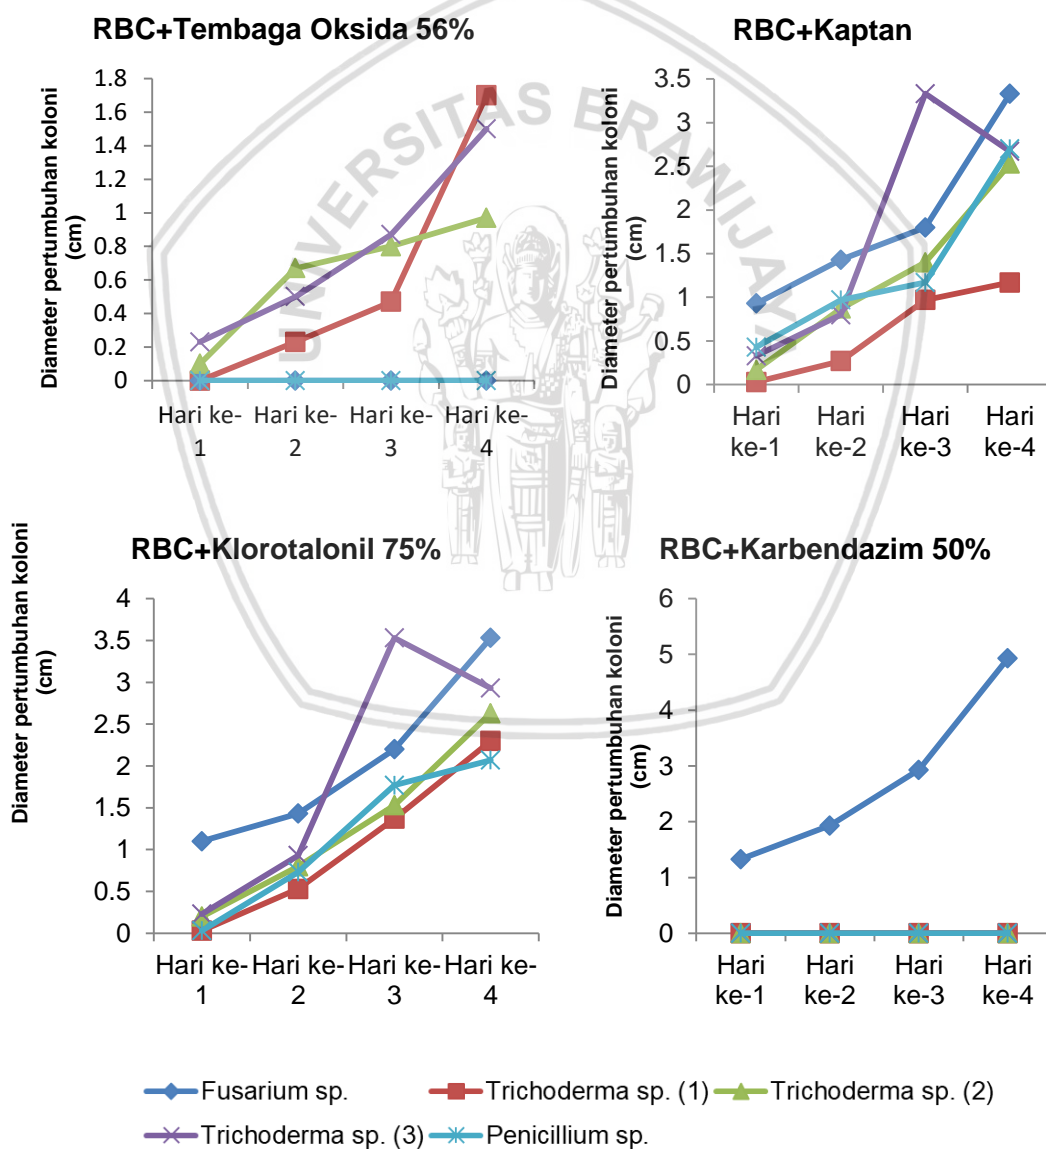 RBC+Tembaga Oksida 56%
Diameter pertumbuhan koloni
(cm)
1.8
1.6
1.4
1.2
1
0.8
0.6
0.4
0.2
0
Hari ke-
1
Hari ke-
2
Hari ke-
3
Hari ke-
4
RBC+Kaptan
Diameter pertumbuhan koloni
(cm)
3.5
3
2.5
2
1.5
1
0.5
0
Hari
ke-1
Hari
ke-2
Hari
ke-3
Hari
ke-4
UNIVERSITAS BRAWIJAYA
RBC+Klorotalonil 75%
Diameter pertumbuhan koloni
(cm)
4
3.5
3
2.5
2
1.5
1
0.5
0
Hari ke-
1
Hari ke-
2
Hari ke-
3
Hari ke-
4
RBC+Karbendazim 50%
Diameter pertumbuhan koloni
(cm)
6
5
4
3
2
1
0
Hari
ke-1
Hari
ke-2
Hari
ke-3
Hari
ke-4
Fusarium sp.
Trichoderma sp. (1)
Trichoderma sp. (2)
Trichoderma sp. (3)
Penicillium sp.